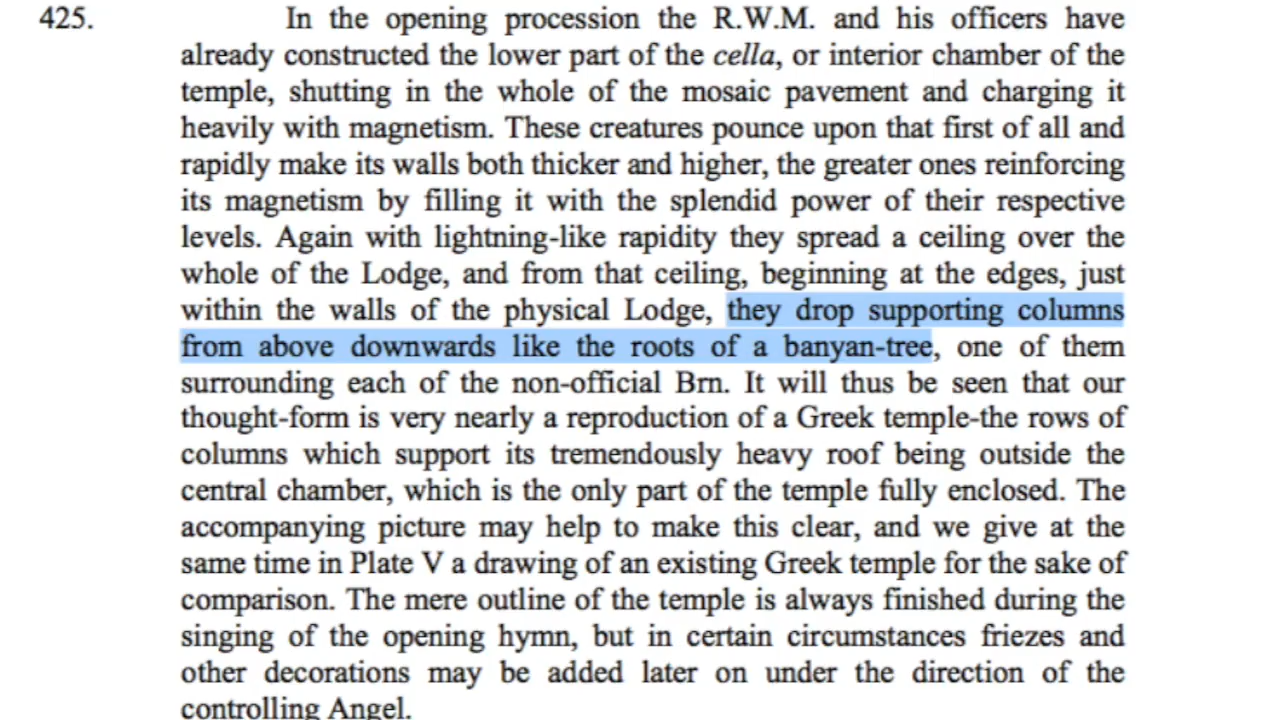 425. In the opening procession the R.W.M. and his officers have
already constructed the lower part of the cella, or interior chamber of the
temple, shutting in the whole of the mosaic pavement and charging it
heavily with magnetism. These creatures pounce upon that first of all and
rapidly make its walls both thicker and higher, the greater ones reinforcing
its magnetism by filling it with the splendid power of their respective
levels. Again with lightning-like rapidity they spread a ceiling over the
whole of the Lodge, and from that ceiling, beginning at the edges, just
within the walls of the physical Lodge, they drop supporting columns
from above downwards like the roots of a banyan-tree, one of them
surrounding each of the non-official Brn. It will thus be seen that our
thought-form is very nearly a reproduction of a Greek temple-the rows of
columns which support its tremendously heavy roof being outside the
central chamber, which is the only part of the temple fully enclosed. The
accompanying picture may help to make this clear, and we give at the
same time in Plate V a drawing of an existing Greek temple for the sake of
comparison. The mere outline of the temple is always finished during the
singing of the opening hymn, but in certain circumstances friezes and
other decorations may be added later on under the direction of the
controlling Angel.